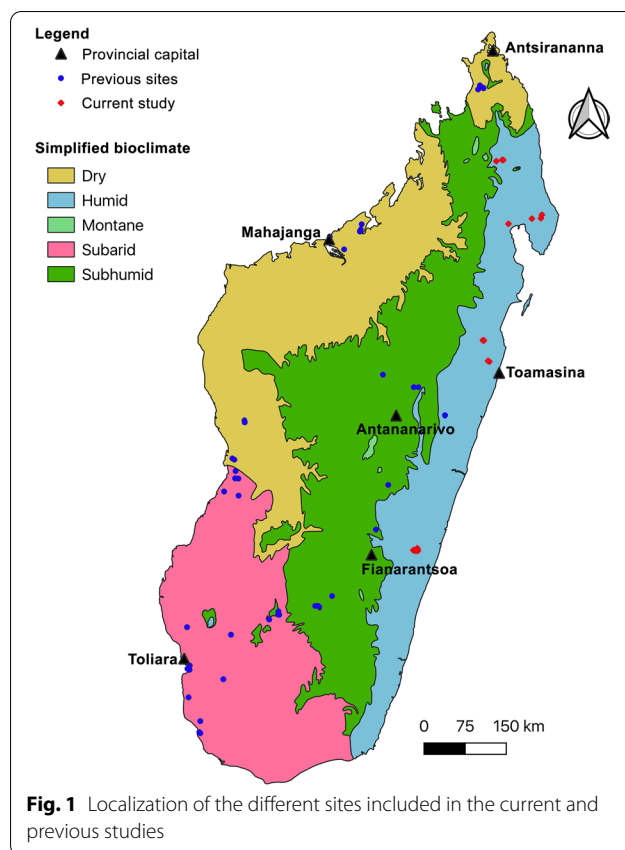 Legend
Provincial capital
Previous sites
Current study
Simplified bioclimate
Dry
Humid
Montane
Subarid
Subhumid
Antsirananna
Mahajanga
Toamasina
Antananarivo
Fianarantsoa
Toliara
0 75 150 km
Fig. 1 Localization of the different sites included in the current and
previous studies